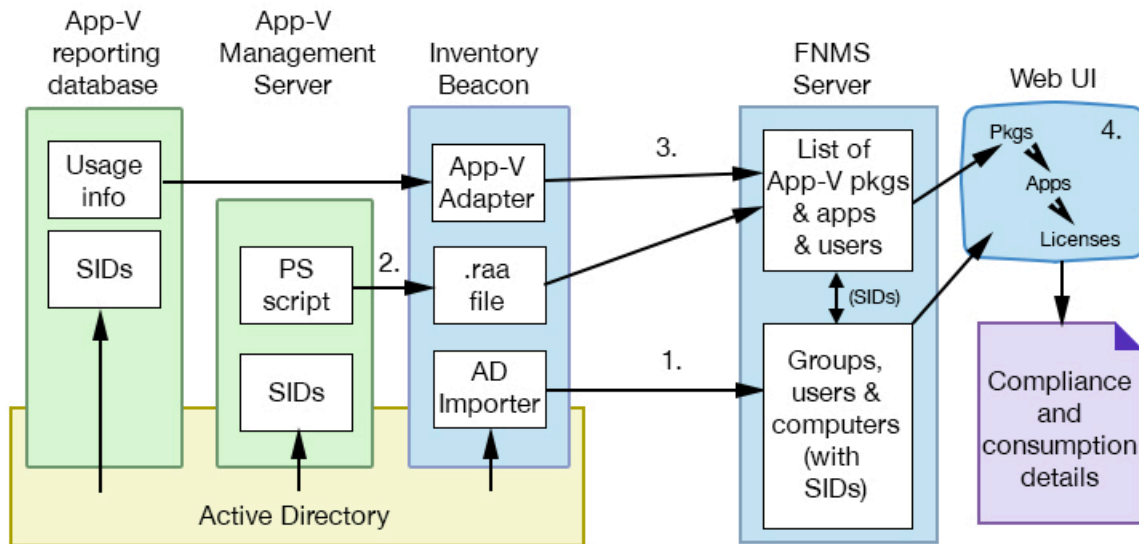 App-V
reporting
database
App-V
Management
Server
Inventory
Beacon
FNMS
Server
Web UI
Usage
info
SIDs
PS
script
SIDs
2.
App-V
Adapter
.raa
file
AD
Importer
3.
1.
List of
App-V pkgs
& apps
& users
(SIDs)
Groups,
users &
computers
(with
SIDs)
4.
Pkgs
Apps
Licenses
Compliance
and
consumption
details
Active Directory